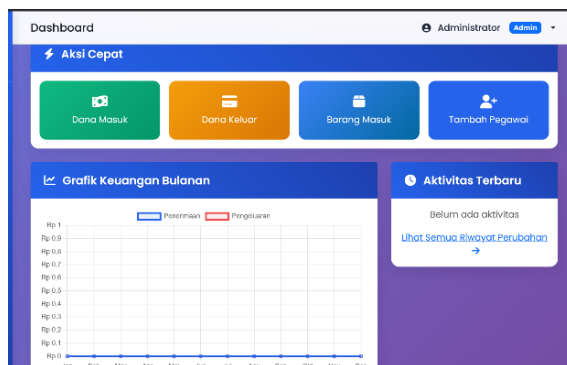 Dashboard
Administrator Admin
Aksi Cepat
Dana Masuk
Dana Keluar
Barang Masuk
Tambah Pegawai
Grafik Keuangan Bulanan
Penerimaan Pengeluaran
Rp 1
Rp 0,9
Rp 0,8
Rp 0,7
Rp 0,6
Rp 0,5
Rp 0,4
Rp 0,3
Rp 0,2
Rp 0,1
Rp 0
Aktivitas Terbaru
Belum ada aktivitas
Lihat Semua Riwayat Perubahan
→